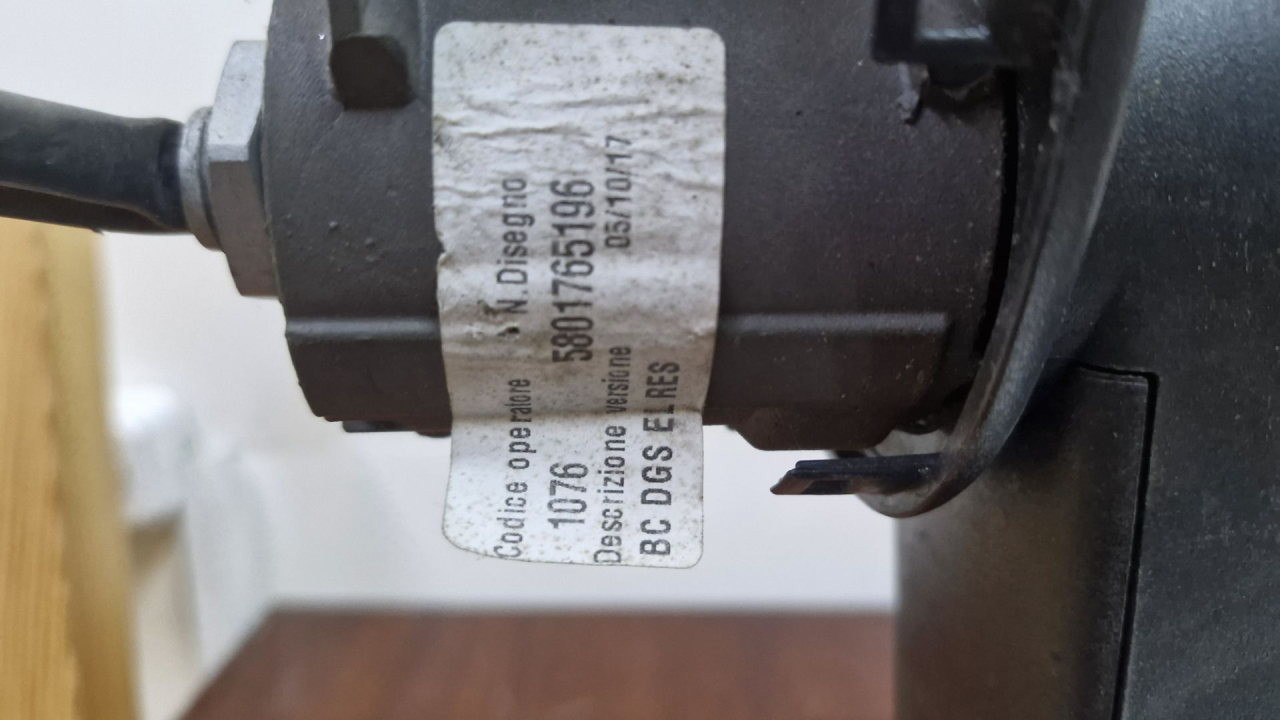 Codice operatore N.Disegno
1076 5801765196
Descrizione versione 05/10/17
BC DGS EL RES